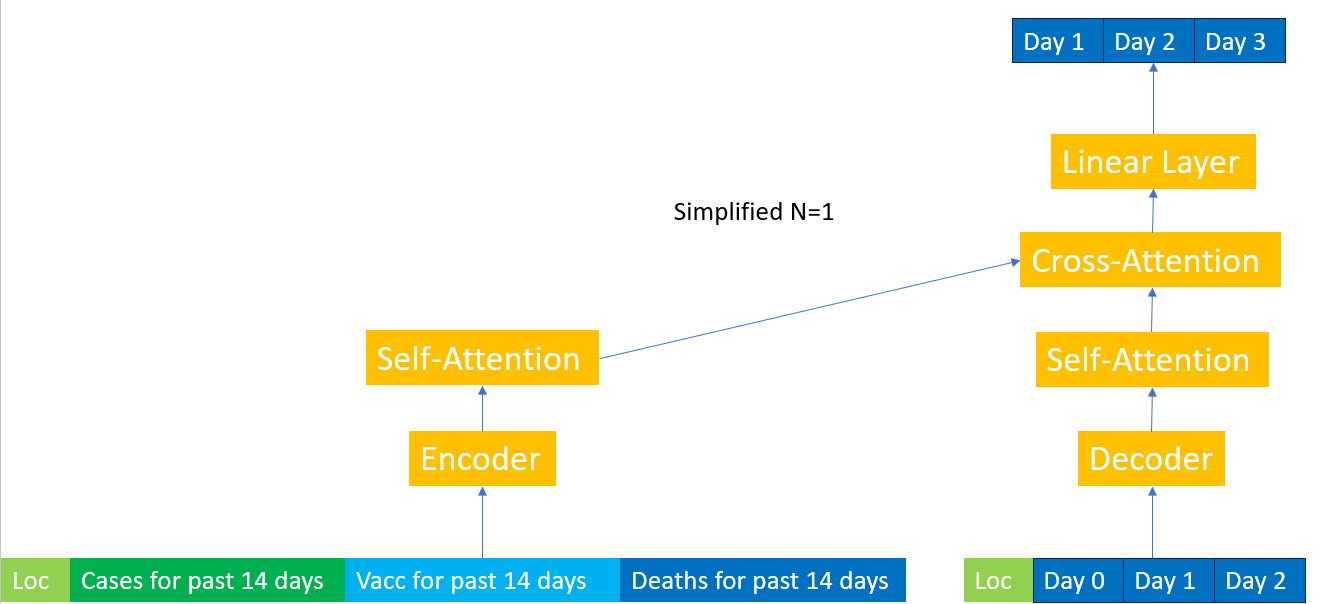 Day 1 Day 2 Day 3
Linear Layer
Simplified N=1
Cross-Attention
Self-Attention Self-Attention
Encoder Decoder
Loc Cases for past 14 days Vacc for past 14 days Deaths for past 14 days Loc Day 0 Day 1 Day 2